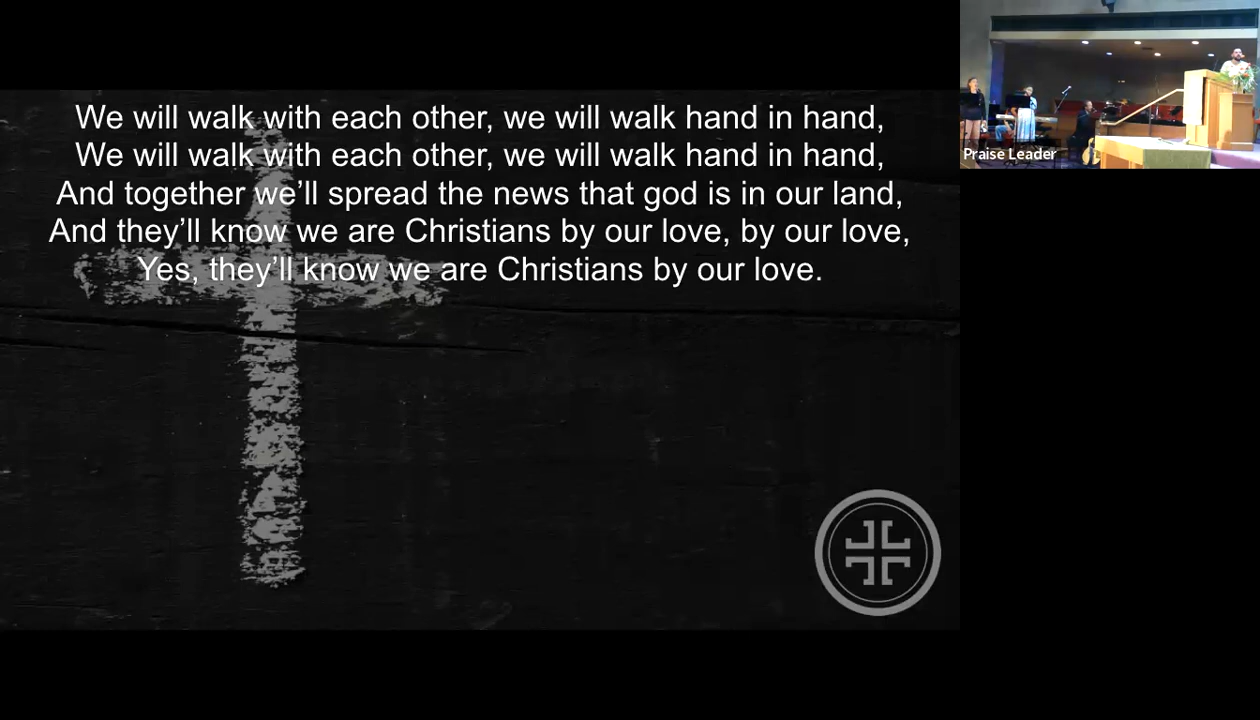 We will walk with each other, we will walk hand in hand,
We will walk with each other, we will walk hand in hand,
And together we’ll spread the news that god is in our land,
And they’ll know we are Christians by our love, by our love,
Yes, they’ll know we are Christians by our love.
Praise Leader